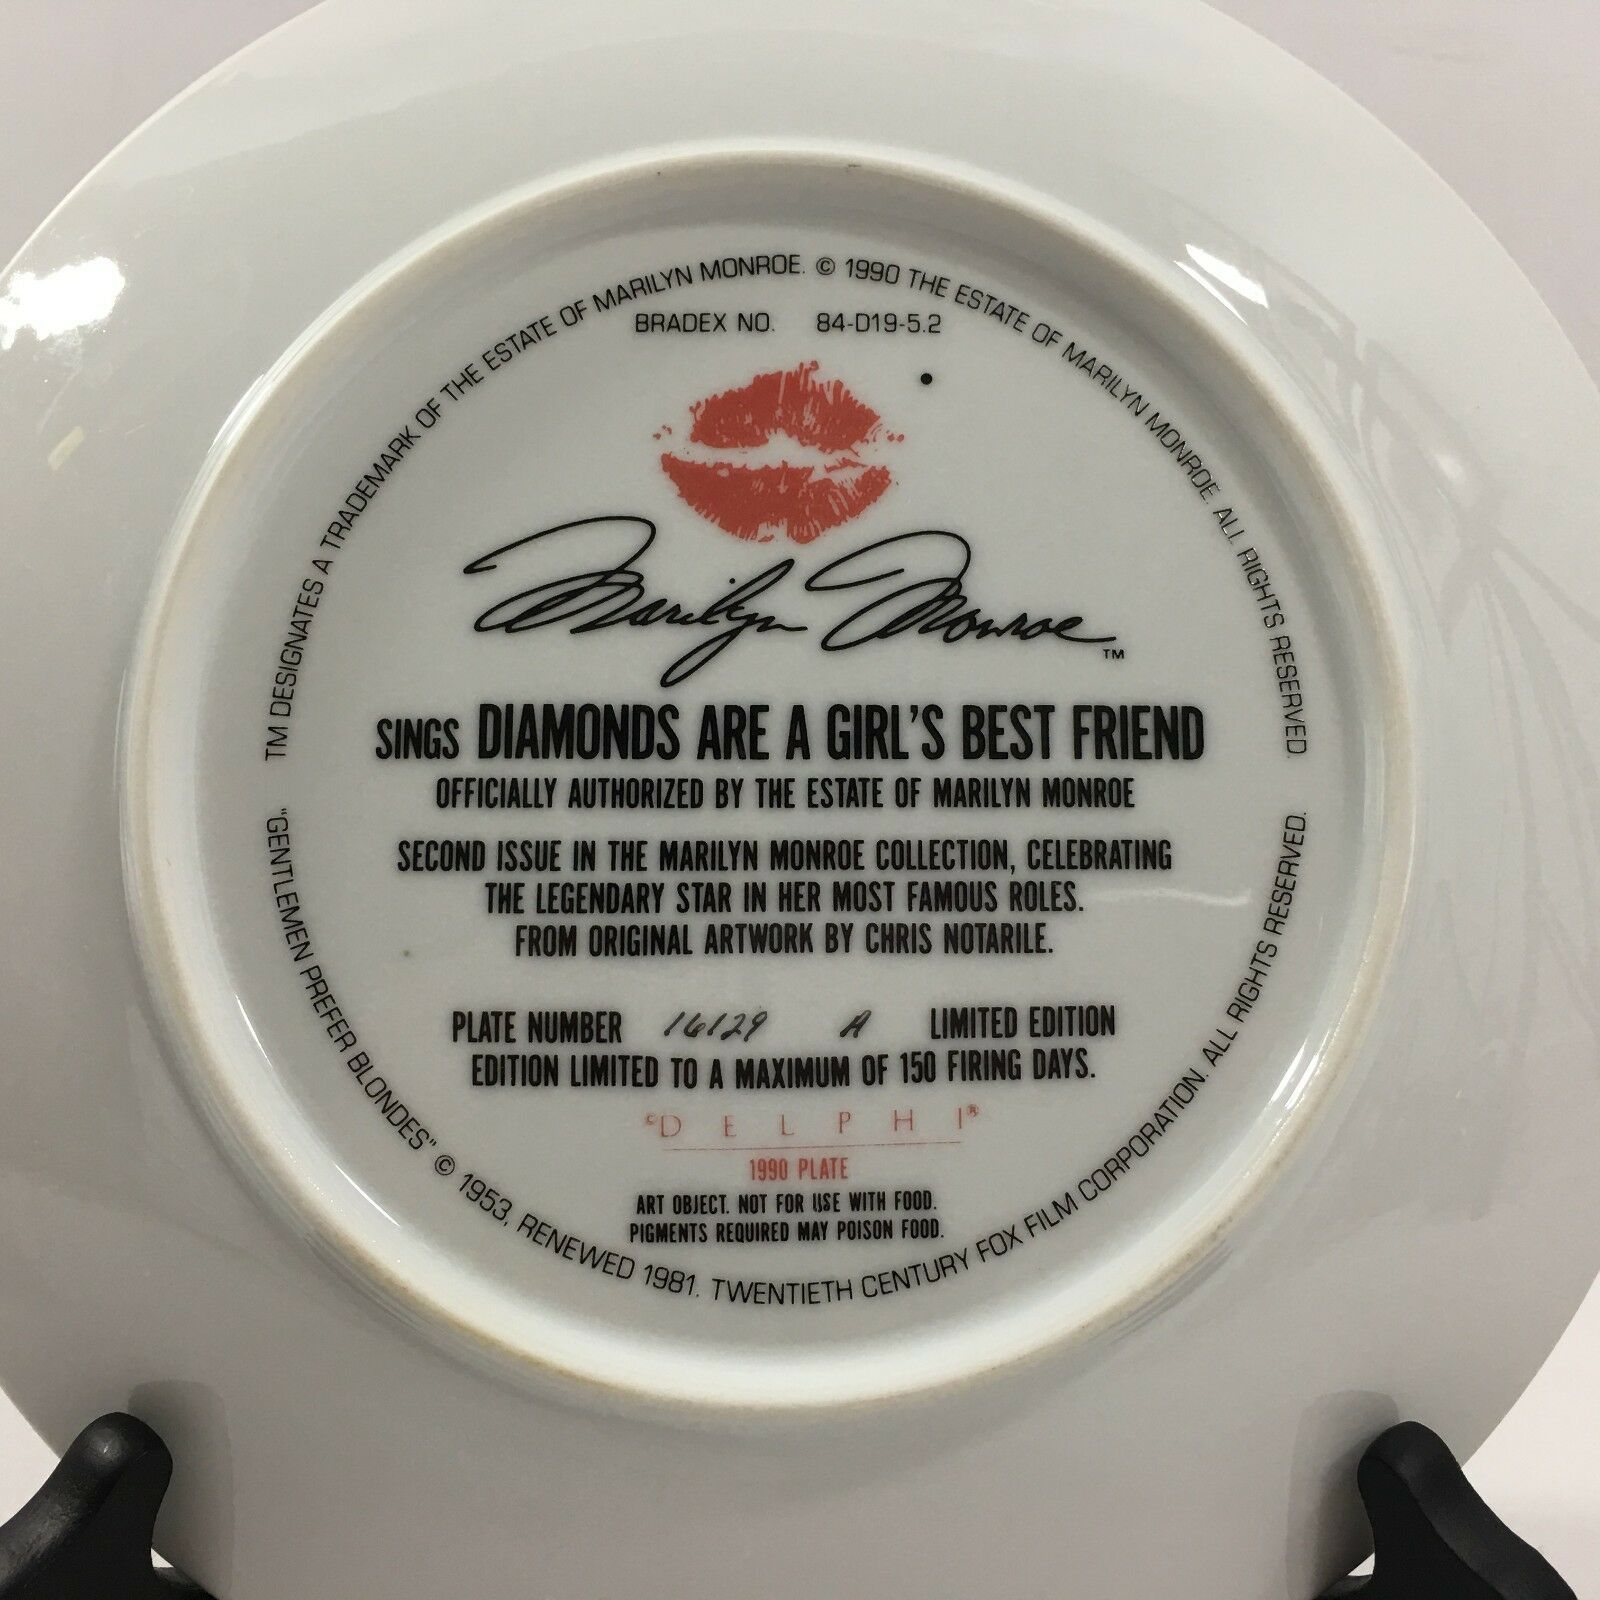 TM DESIGNATES A TRADEMARK OF THE ESTATE OF MARILYN MONROE. © 1990 THE ESTATE OF MARILYN MONROE. ALL RIGHTS RESERVED.
BRADEX NO. 84-D19-5.2
Marilyn Monroe TM
SINGS DIAMONDS ARE A GIRL'S BEST FRIEND
OFFICIALLY AUTHORIZED BY THE ESTATE OF MARILYN MONROE
SECOND ISSUE IN THE MARILYN MONROE COLLECTION, CELEBRATING
THE LEGENDARY STAR IN HER MOST FAMOUS ROLES.
FROM ORIGINAL ARTWORK BY CHRIS NOTARILE.
PLATE NUMBER 16129 A LIMITED EDITION
EDITION LIMITED TO A MAXIMUM OF 150 FIRING DAYS.
©DELPHI®
1990 PLATE
ART OBJECT. NOT FOR USE WITH FOOD.
PIGMENTS REQUIRED MAY POISON FOOD.
"GENTLEMEN PREFER BLONDES" © 1953, RENEWED 1981. TWENTIETH CENTURY FOX FILM CORPORATION. ALL RIGHTS RESERVED.